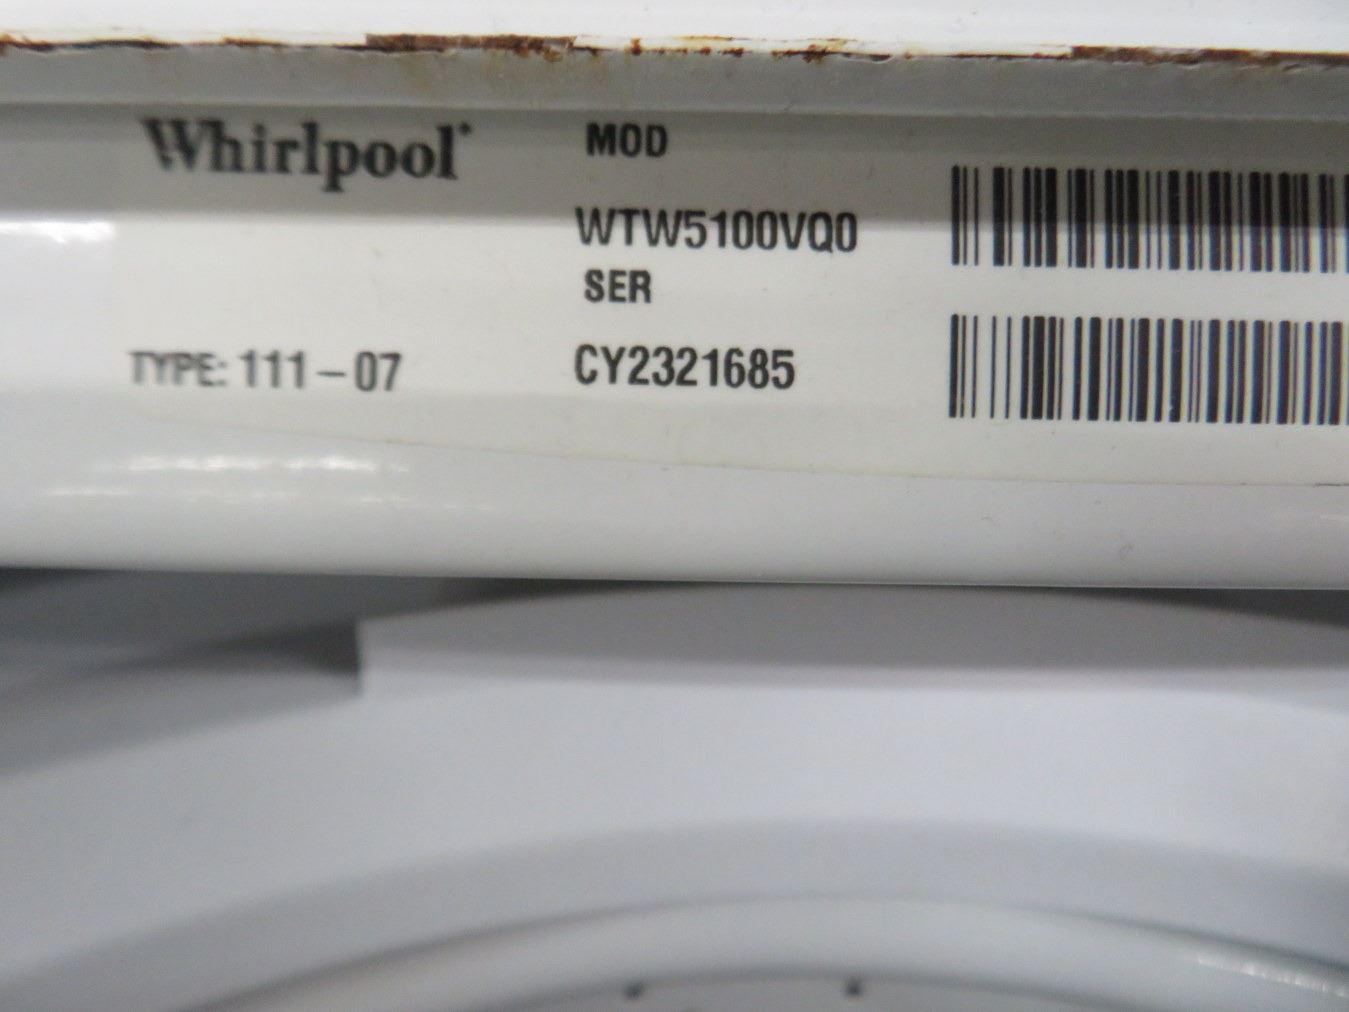 Whirlpool
MOD
WTW5100VQ0
SER
TYPE: 111-07 CY2321685